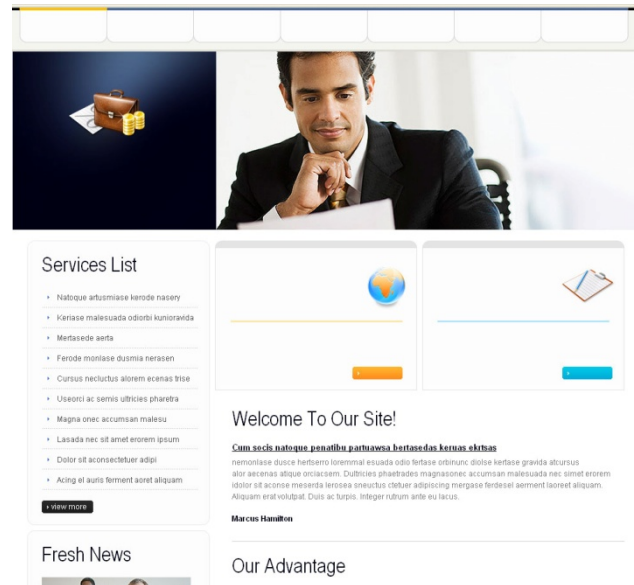 Services List
Natoque artusmiase kerode nasery
Keriase malesuada odiorbi kunioravida
Mertasede aerta
Ferode monlase dusmia nerasen
Cursus necluctus alorem ecenas trise
Useorci ac semis ultricies pharetra
Magna onec accumsan malesu
Lasada nec sit amet erorem ipsum
Dolor sit aconsectetuer adipi
Acing el auris ferment aoret aliquam
view more
Fresh News
Welcome To Our Site!
Cum socis natoque penatibu partuawsa bertasedas keruas ekrtsas
nemonlase dusce hertserro loremmal esuada odio fertase orbinunc diolse kertase gravida atcursus
alor aecenas atique orciacsem. Dultricies phaetrades magnasonec accumsan malesuada nec simet erorem
idolor sit aconse meserda lerosea sneuctus ctetuer adipiscing mergase ferdesel aerment laoreet aliquam.
Aliquam erat volutpat. Duis ac turpis. Integer rutrum ante eu lacus.
Marcus Hamilton
Our Advantage